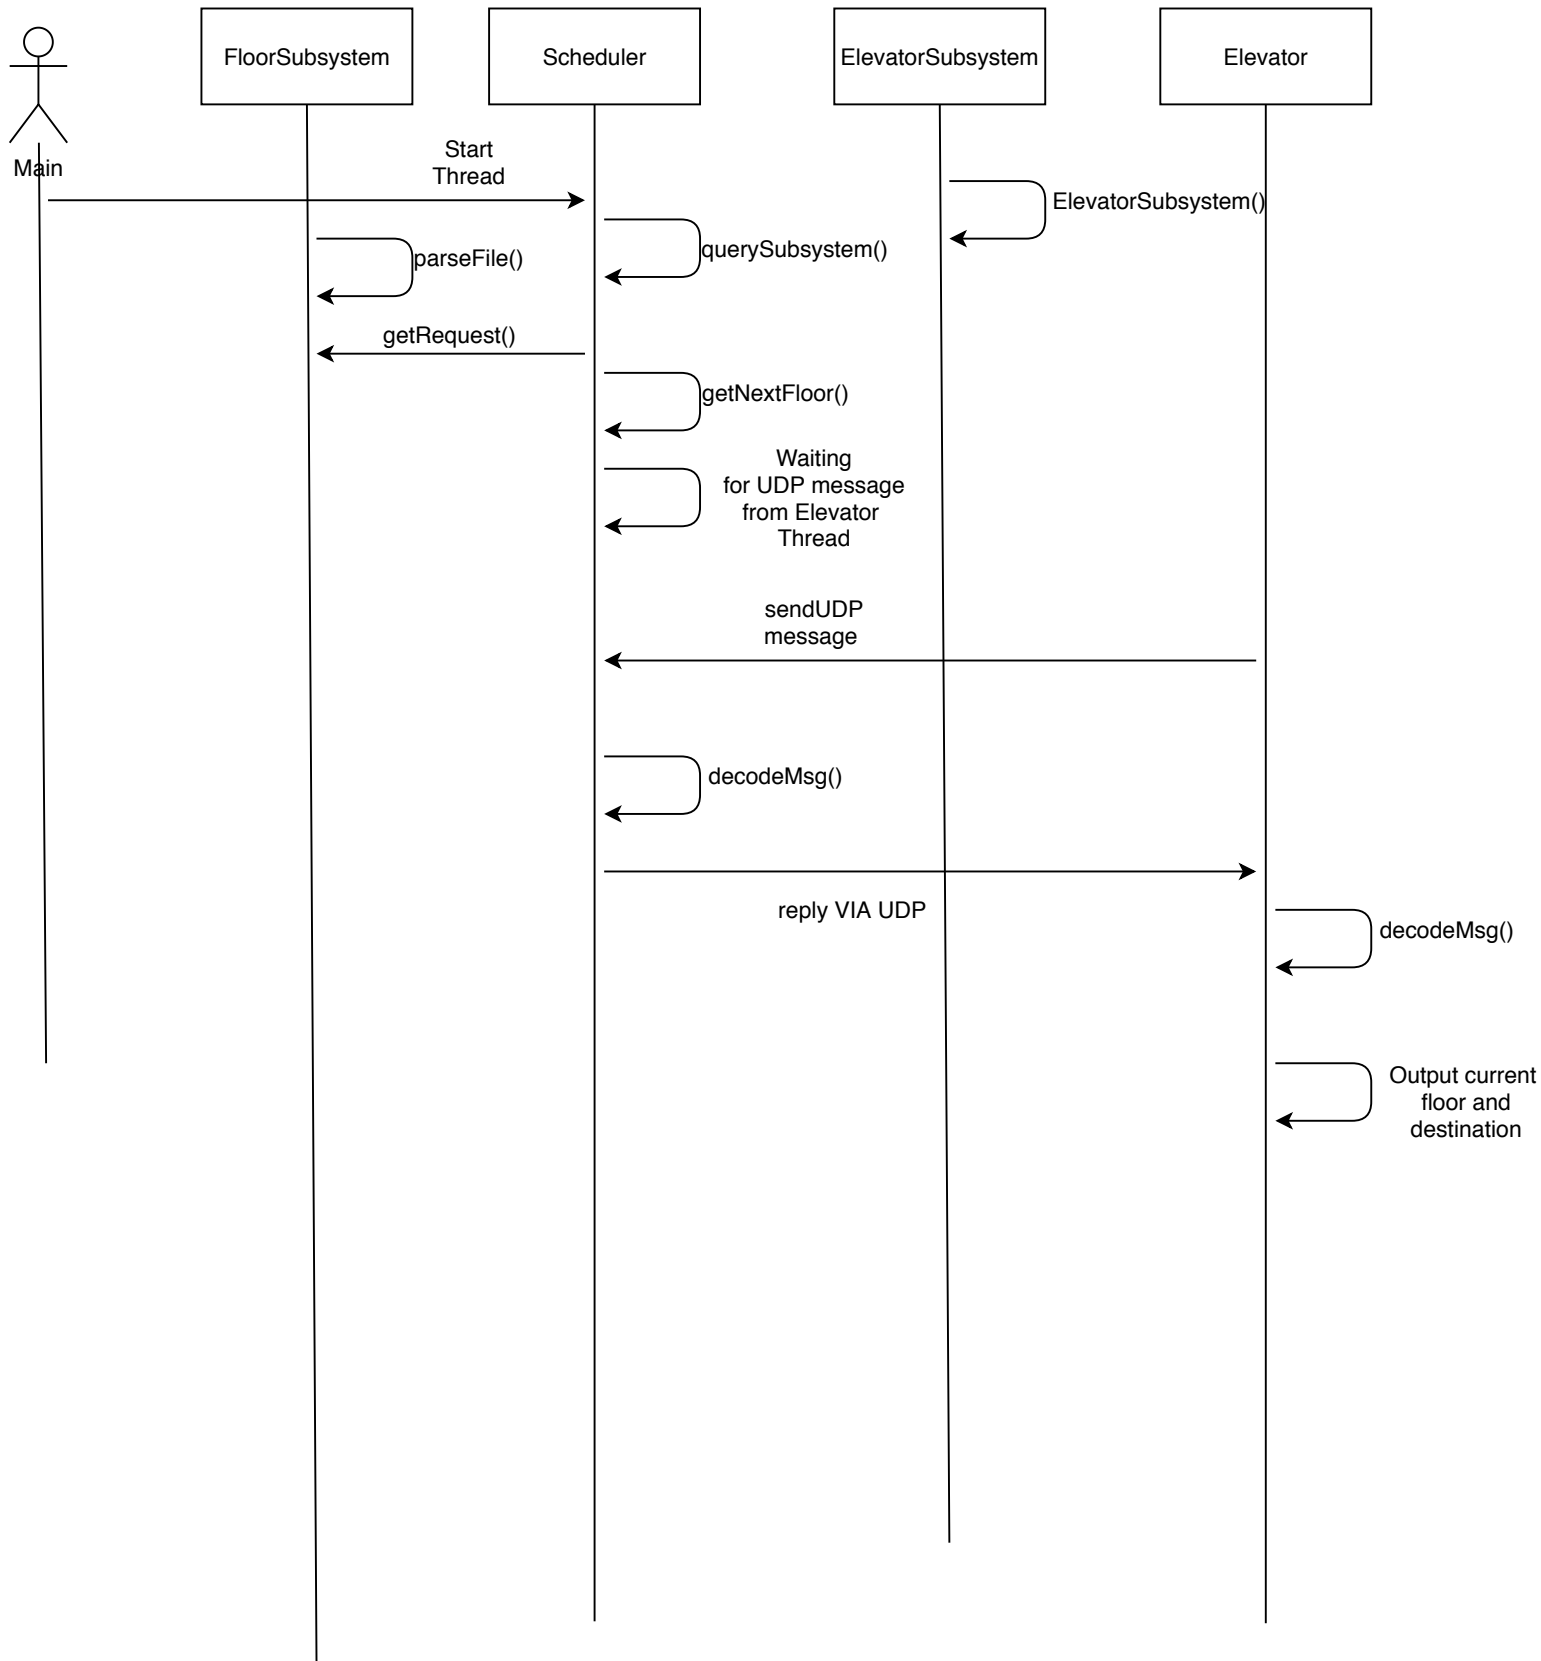 FloorSubsystem
Scheduler
ElevatorSubsystem
Elevator
Main
Start
Thread
ElevatorSubsystem()
querySubsystem()
parseFile()
getRequest()
getNextFloor()
Waiting
for UDP message
from Elevator
Thread
sendUDP
message
decodeMsg()
reply VIA UDP
decodeMsg()
Output current
floor and
destination